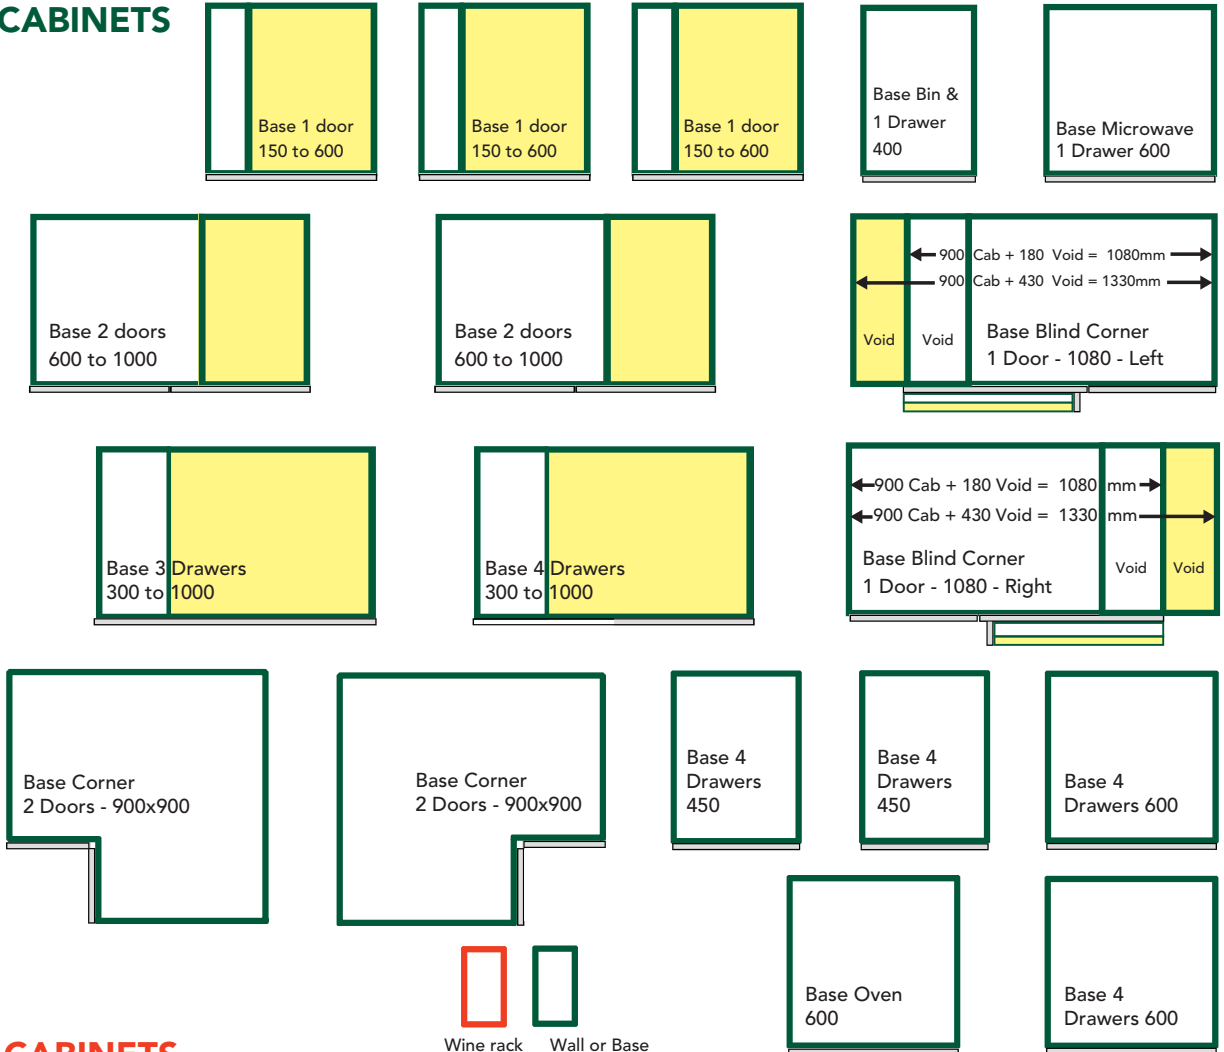 CABINETS
Base 1 door
150 to 600
Base 1 door
150 to 600
Base 1 door
150 to 600
Base Bin &
1 Drawer
400
Base Microwave
1 Drawer 600
Base 2 doors
600 to 1000
Base 2 doors
600 to 1000
900 Cab + 180 Void = 1080mm
900 Cab + 430 Void = 1330mm
Void
Void
Base Blind Corner
1 Door - 1080 - Left
Base 3 Drawers
300 to 1000
Base 4 Drawers
300 to 1000
900 Cab + 180 Void = 1080 mm
900 Cab + 430 Void = 1330 mm
Base Blind Corner
1 Door - 1080 - Right
Void
Void
Base Corner
2 Doors - 900x900
Base Corner
2 Doors - 900x900
Base 4
Drawers
450
Base 4
Drawers
450
Base 4
Drawers 600
Wine rack
Wall or Base
Base Oven
600
Base 4
Drawers 600
CABINETS